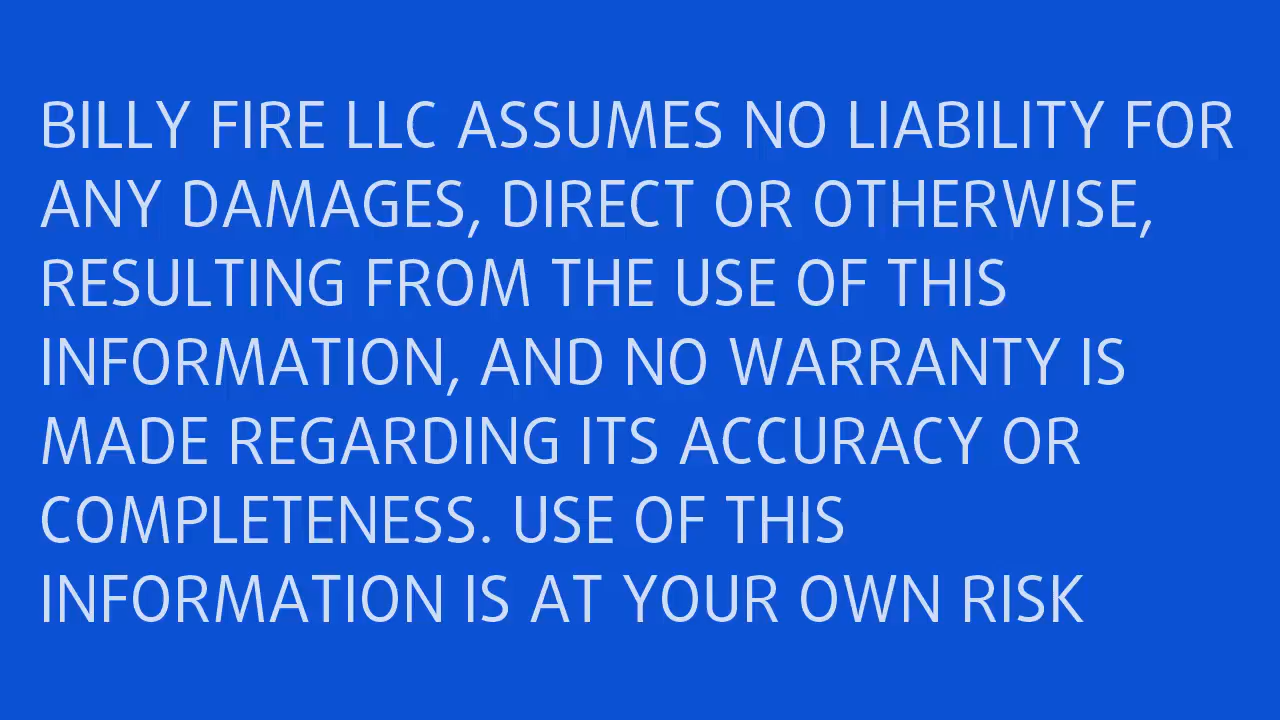 BILLY FIRE LLC ASSUMES NO LIABILITY FOR
ANY DAMAGES, DIRECT OR OTHERWISE,
RESULTING FROM THE USE OF THIS
INFORMATION, AND NO WARRANTY IS
MADE REGARDING ITS ACCURACY OR
COMPLETENESS. USE OF THIS
INFORMATION IS AT YOUR OWN RISK